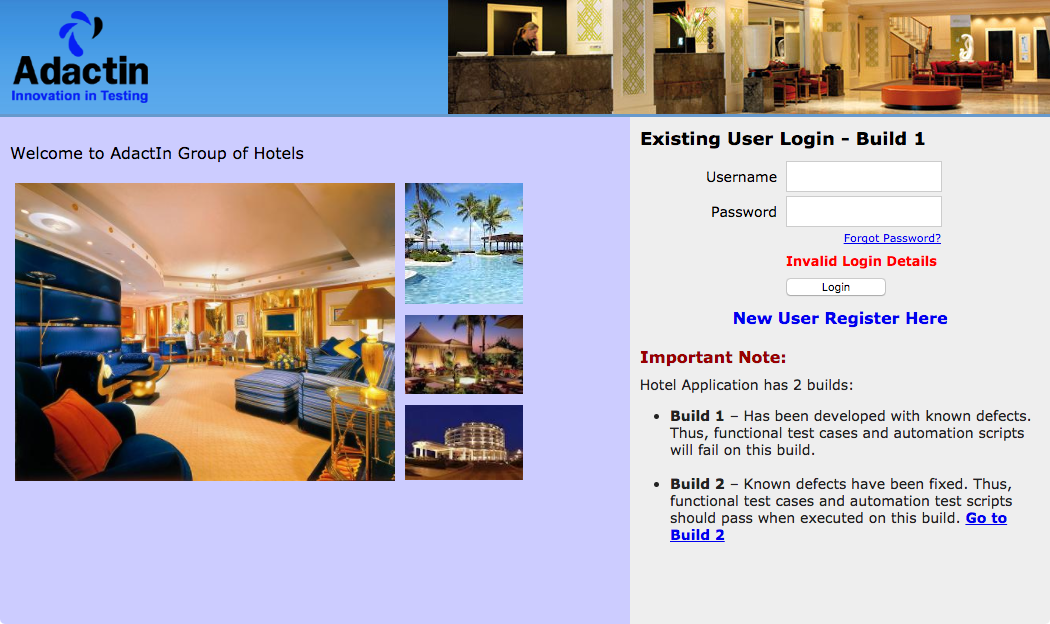 Adactin
Innovation in Testing
Welcome to AdactIn Group of Hotels
Existing User Login - Build 1
Username
Password
Forgot Password?
Invalid Login Details
Login
New User Register Here
Important Note:
Hotel Application has 2 builds:
• Build 1 – Has been developed with known defects.
Thus, functional test cases and automation scripts
will fail on this build.
• Build 2 – Known defects have been fixed. Thus,
functional test cases and automation test scripts
should pass when executed on this build. Go to
Build 2